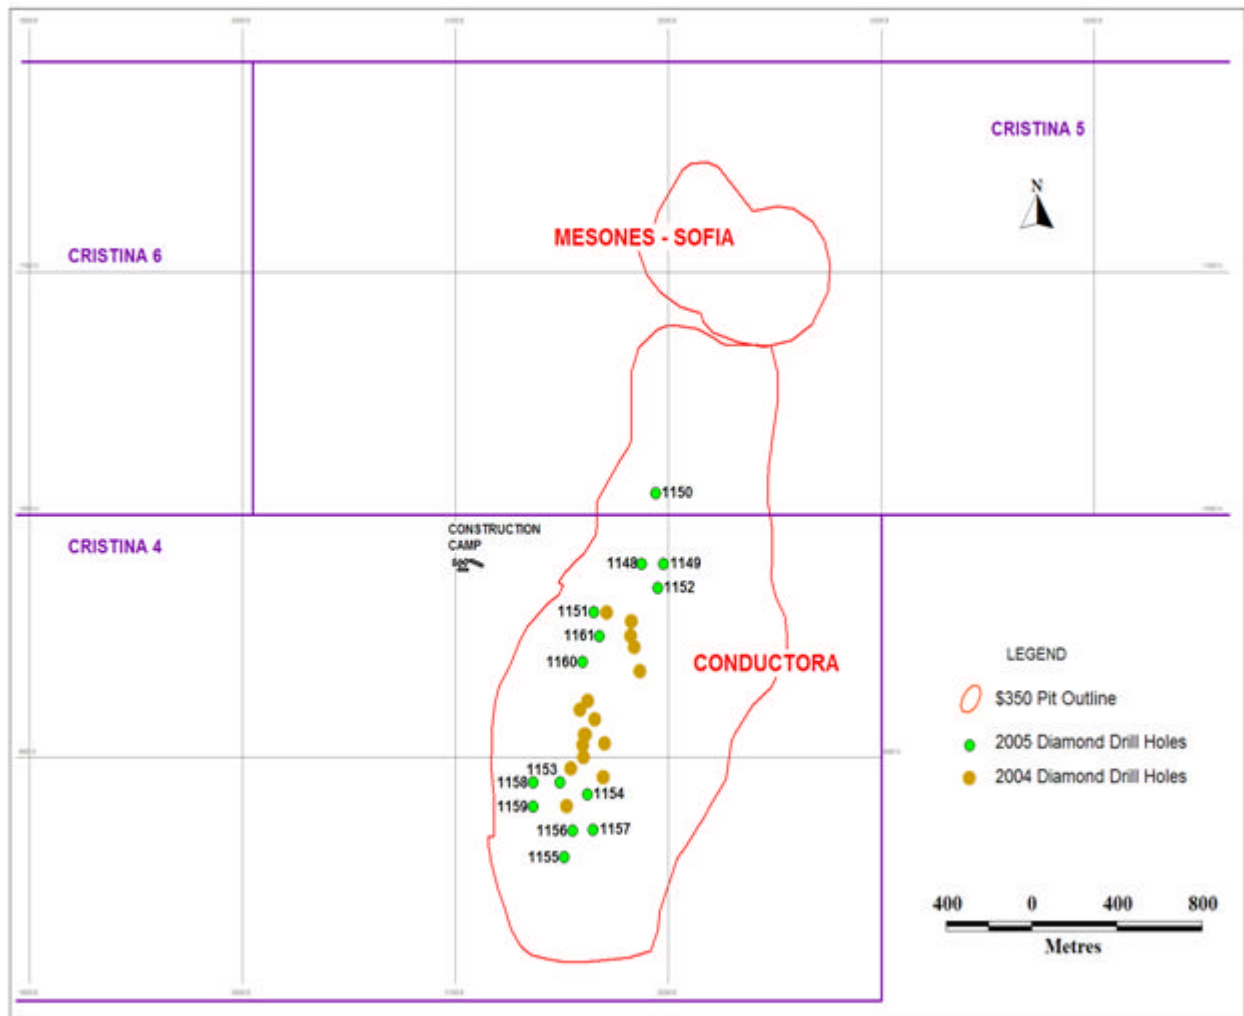 CRISTINA 5
N
MESONES - SOFIA
CRISTINA 6
1150
CONSTRUCTION
CAMP
CRISTINA 4
1148
1149
1152
1151
1161
1160
CONDUCTORA
LEGEND
$350 Pit Outline
2005 Diamond Drill Holes
2004 Diamond Drill Holes
1153
1158
1154
1159
1156
1157
1155
400 0 400 800
Metres